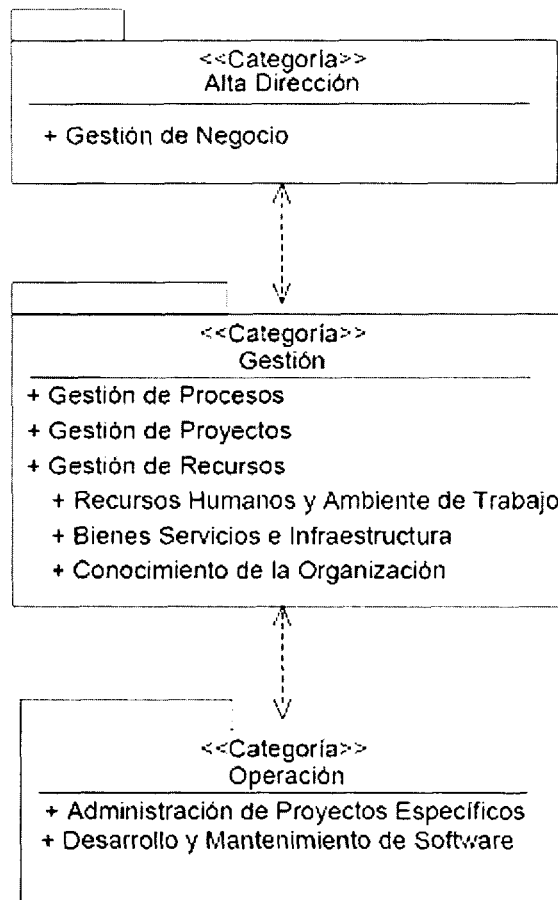 <<Categoría>>
Alta Dirección
+ Gestión de Negocio
<<Categoría>>
Gestión
+ Gestión de Procesos
+ Gestión de Proyectos
+ Gestión de Recursos
+ Recursos Humanos y Ambiente de Trabajo
+ Bienes Servicios e Infraestructura
+ Conocimiento de la Organización
<<Categoría>>
Operación
+ Administración de Proyectos Específicos
+ Desarrollo y Mantenimiento de Software